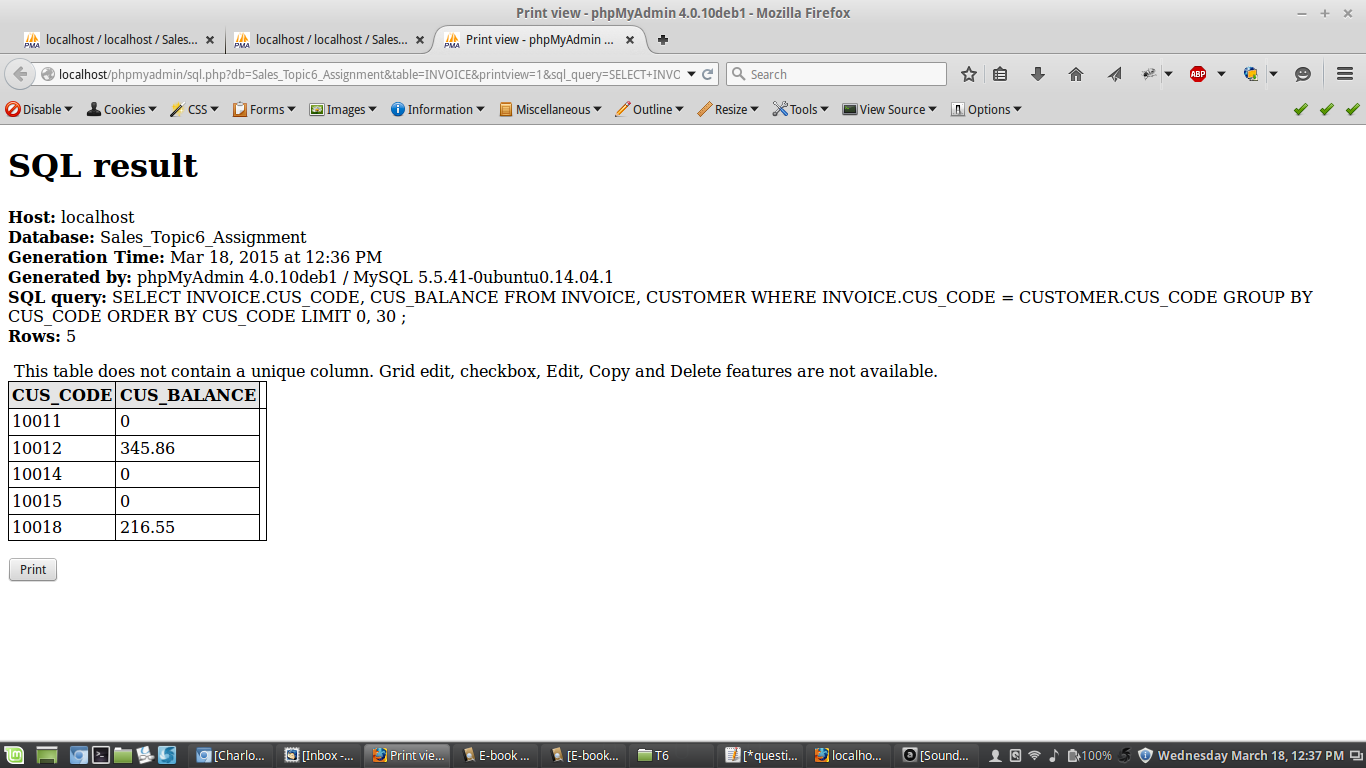 Print view - phpMyAdmin 4.0.10deb1 - Mozilla Firefox
localhost / localhost / Sales...
localhost / localhost / Sales...
Print view - phpMyAdmin ...
localhost/phpmyadmin/sql.php?db=Sales_Topic6_Assignment&table=INVOICE&printview=1&sql_query=SELECT+INVO
Search
ABP
Disable Cookies CSS Forms Images Information Miscellaneous Outline Resize Tools View Source Options
SQL result
Host: localhost
Database: Sales_Topic6_Assignment
Generation Time: Mar 18, 2015 at 12:36 PM
Generated by: phpMyAdmin 4.0.10deb1 / MySQL 5.5.41-0ubuntu0.14.04.1
SQL query: SELECT INVOICE.CUS_CODE, CUS_BALANCE FROM INVOICE, CUSTOMER WHERE INVOICE.CUS_CODE = CUSTOMER.CUS_CODE GROUP BY
CUS_CODE ORDER BY CUS_CODE LIMIT 0, 30 ;
Rows: 5
This table does not contain a unique column. Grid edit, checkbox, Edit, Copy and Delete features are not available.
CUS_CODE CUS_BALANCE
10011 0
10012 345.86
10014 0
10015 0
10018 216.55
Print
[Charlo... [Inbox -... Print vie... E-book ... [E-book... T6 [*questi... localho... [Sound... 100% Wednesday March 18, 12:37 PM